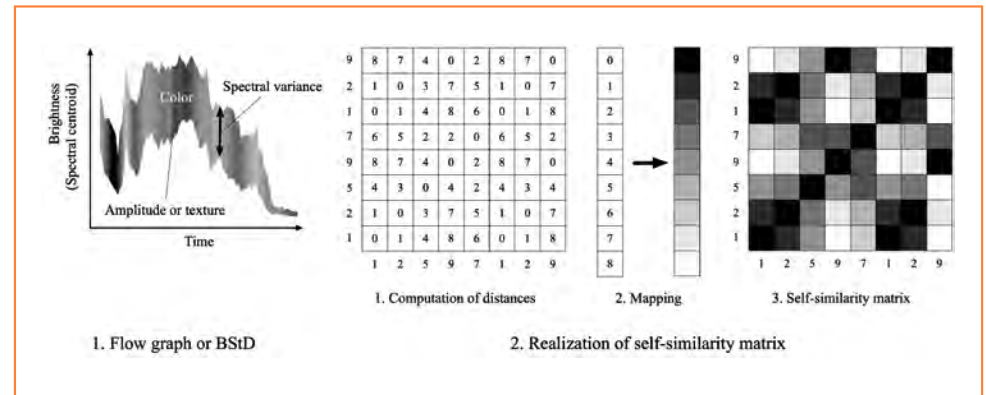 Brightness
(Spectral centroid)
Color
Spectral variance
Amplitude or texture
Time
9 8 7 4 0 2 8 7 0
2 1 0 3 7 5 1 0 7
1 0 1 4 8 6 0 1 8
7 6 5 2 2 0 6 5 2
9 8 7 4 0 2 8 7 0
5 4 3 0 4 2 4 3 4
2 1 0 3 7 5 1 0 7
1 0 1 4 8 6 0 1 8
1 2 5 9 7 1 2 9
1. Computation of distances
0
1
2
3
4
5
6
7
8
2. Mapping
9
2
1
7
9
5
2
1
1 2 5 9 7 1 2 9
3. Self-similarity matrix
1. Flow graph or BStD
2. Realization of self-similarity matrix